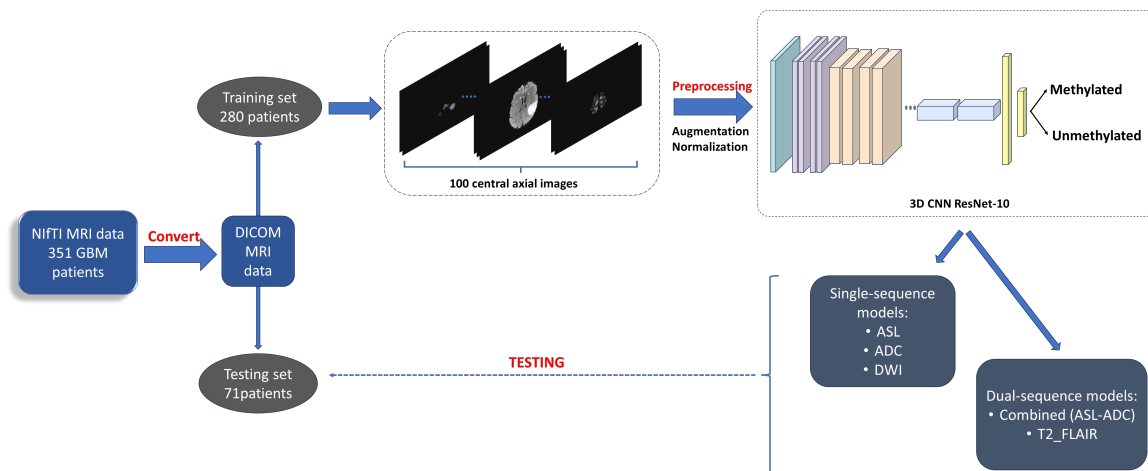 Training set
280 patients
100 central axial images
Preprocessing
Augmentation
Normalization
Methylated
Unmethylated
3D CNN ResNet-10
NIfTI MRI data
351 GBM
patients
Convert
DICOM
MRI
data
Testing set
71patients
TESTING
Single-sequence
models:
• ASL
• ADC
• DWI
Dual-sequence models:
• Combined (ASL-ADC)
• T2_FLAIR